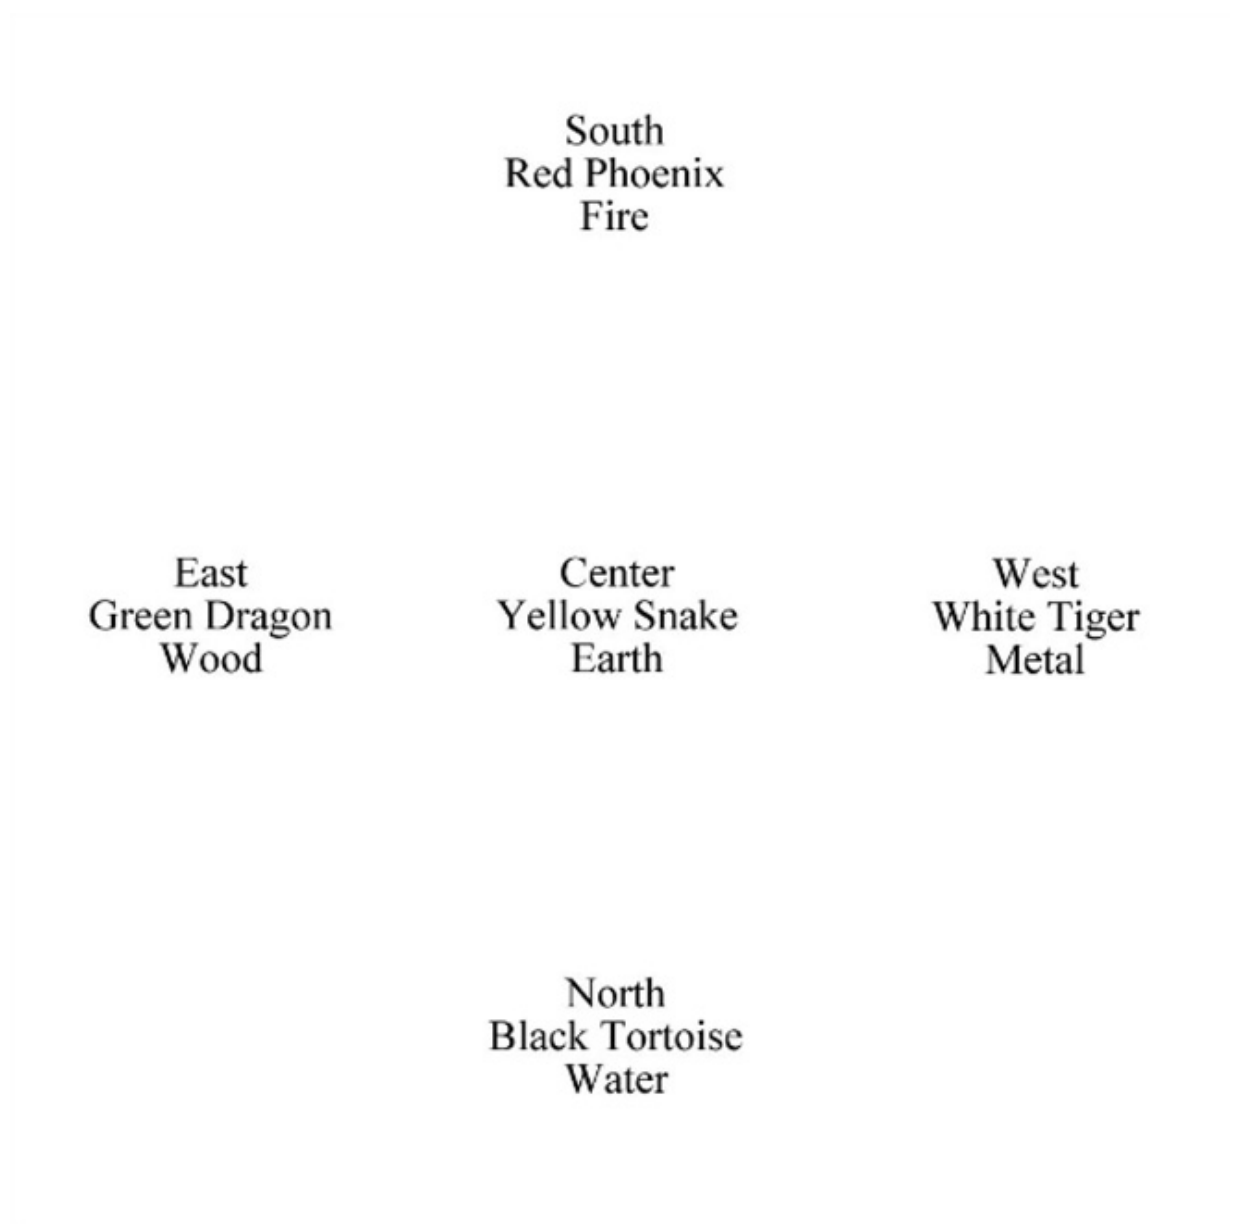 South
Red Phoenix
Fire
East
Green Dragon
Wood
Center
Yellow Snake
Earth
West
White Tiger
Metal
North
Black Tortoise
Water